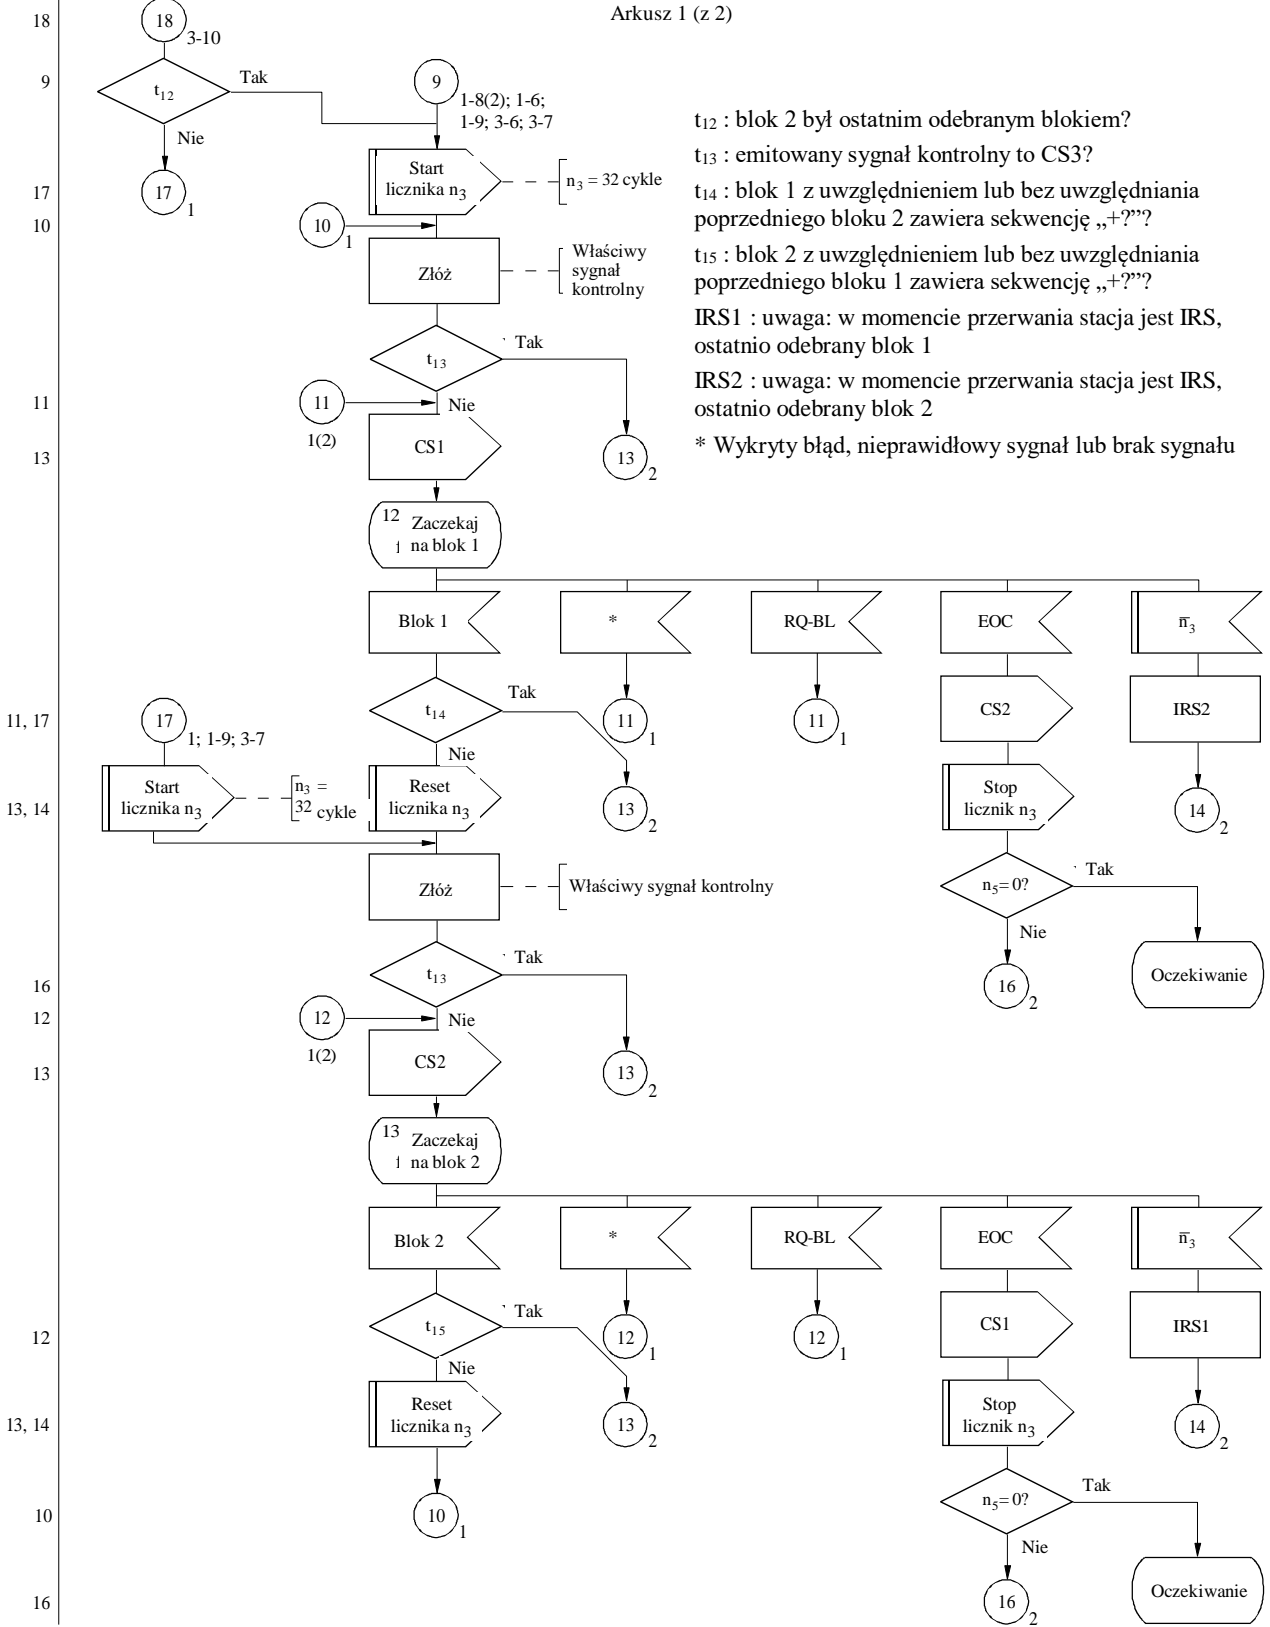 Arkusz 1 (z 2)
18
18
3-10
9
t12
Tak
9
1-8(2); 1-6;
1-9; 3-6; 3-7
Nie
t12 : blok 2 był ostatnim odebranym blokiem?
t13 : emitowany sygnał kontrolny to CS3?
t14 : blok 1 z uwzględnieniem lub bez uwzględniania
poprzedniego bloku 2 zawiera sekwencję „+?”?
t15 : blok 2 z uwzględnieniem lub bez uwzględniania
poprzedniego bloku 1 zawiera sekwencję „+?”?
IRS1 : uwaga: w momencie przerwania stacja jest IRS,
ostatnio odebrany blok 1
IRS2 : uwaga: w momencie przerwania stacja jest IRS,
ostatnio odebrany blok 2
* Wykryty błąd, nieprawidłowy sygnał lub brak sygnału
17
17
1
Start
licznika n3
n3 = 32 cykle
10
10
1
Złóż
Właściwy
sygnał
kontrolny
t13
Tak
11
11
1(2)
Nie
13
CS1
13
2
12
Zaczekaj
1 na blok 1
Blok 1
*
RQ-BL
EOC
n̅3
11, 17
17
1; 1-9; 3-7
t14
Tak
11
1
11
1
CS2
IRS2
Nie
13, 14
Start
licznika n3
n3 =
32 cykle
Reset
licznika n3
13
2
Stop
licznik n3
14
2
Złóż
Właściwy sygnał kontrolny
n5= 0?
Tak
Nie
16
t13
Tak
16
2
Oczekiwanie
12
12
1(2)
Nie
13
CS2
13
2
13
Zaczekaj
1 na blok 2
Blok 2
*
RQ-BL
EOC
n̅3
12
t15
Tak
12
1
12
1
CS1
IRS1
Nie
13, 14
Reset
licznika n3
13
2
Stop
licznik n3
14
2
10
10
1
n5= 0?
Tak
Nie
16
16
2
Oczekiwanie